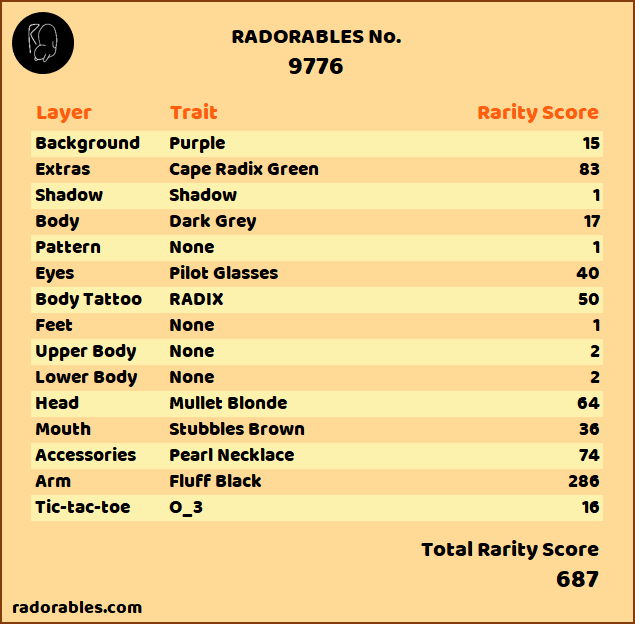 RADORABLES No.
9776
Layer Trait Rarity Score
Background Purple 15
Extras Cape Radix Green 83
Shadow Shadow 1
Body Dark Grey 17
Pattern None 1
Eyes Pilot Glasses 40
Body Tattoo RADIX 50
Feet None 1
Upper Body None 2
Lower Body None 2
Head Mullet Blonde 64
Mouth Stubbles Brown 36
Accessories Pearl Necklace 74
Arm Fluff Black 286
Tic-tac-toe O_3 16
Total Rarity Score
687
radorables.com